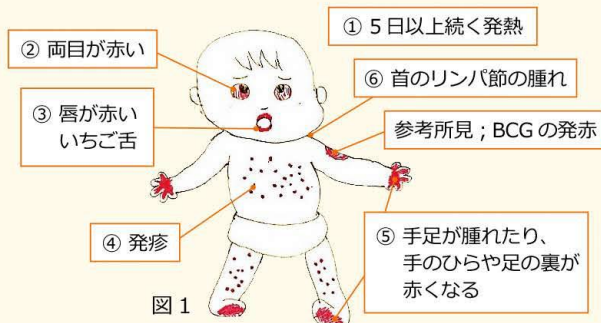 ① 5日以上続く発熱
② 両目が赤い
⑥ 首のリンパ節の腫れ
③ 唇が赤い
いちご舌
参考所見;BCGの発赤
④ 発疹
⑤ 手足が腫れたり、
手のひらや足の裏が
赤くなる
図1